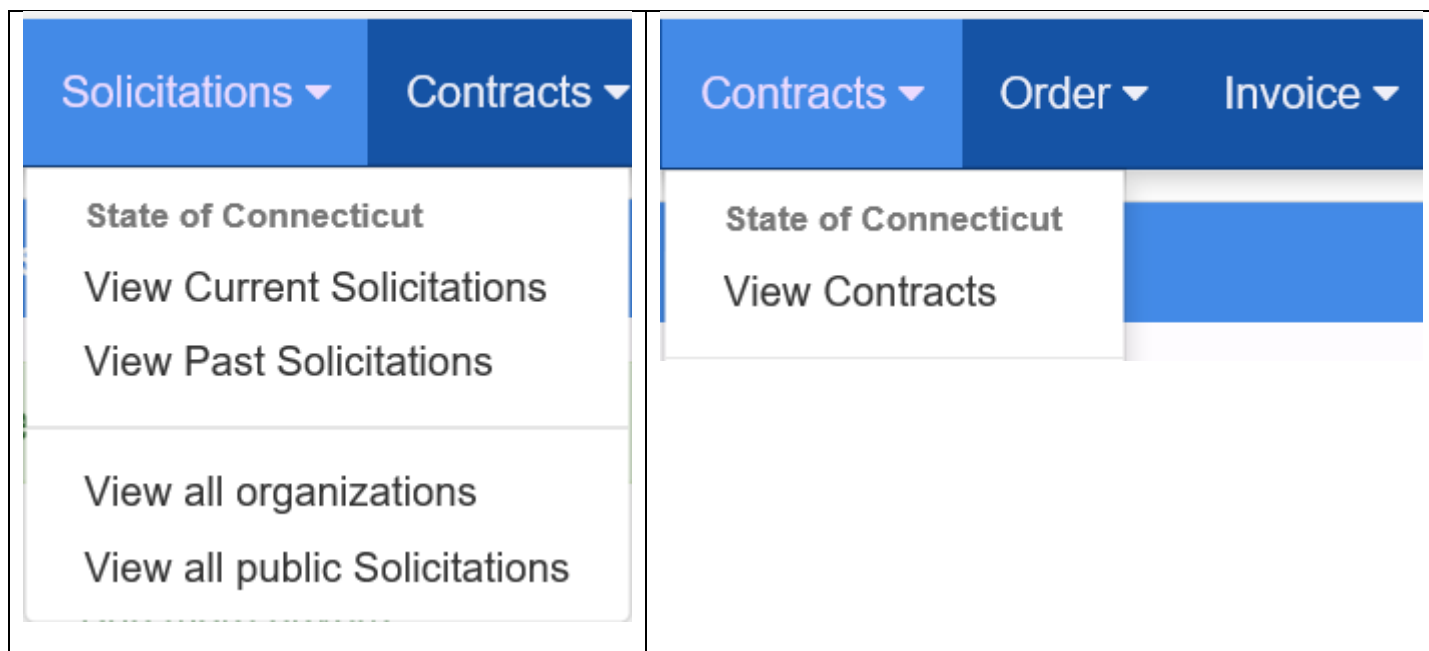 Solicitations Contracts
State of Connecticut
View Current Solicitations
View Past Solicitations
View all organizations
View all public Solicitations
Contracts Order Invoice
State of Connecticut
View Contracts